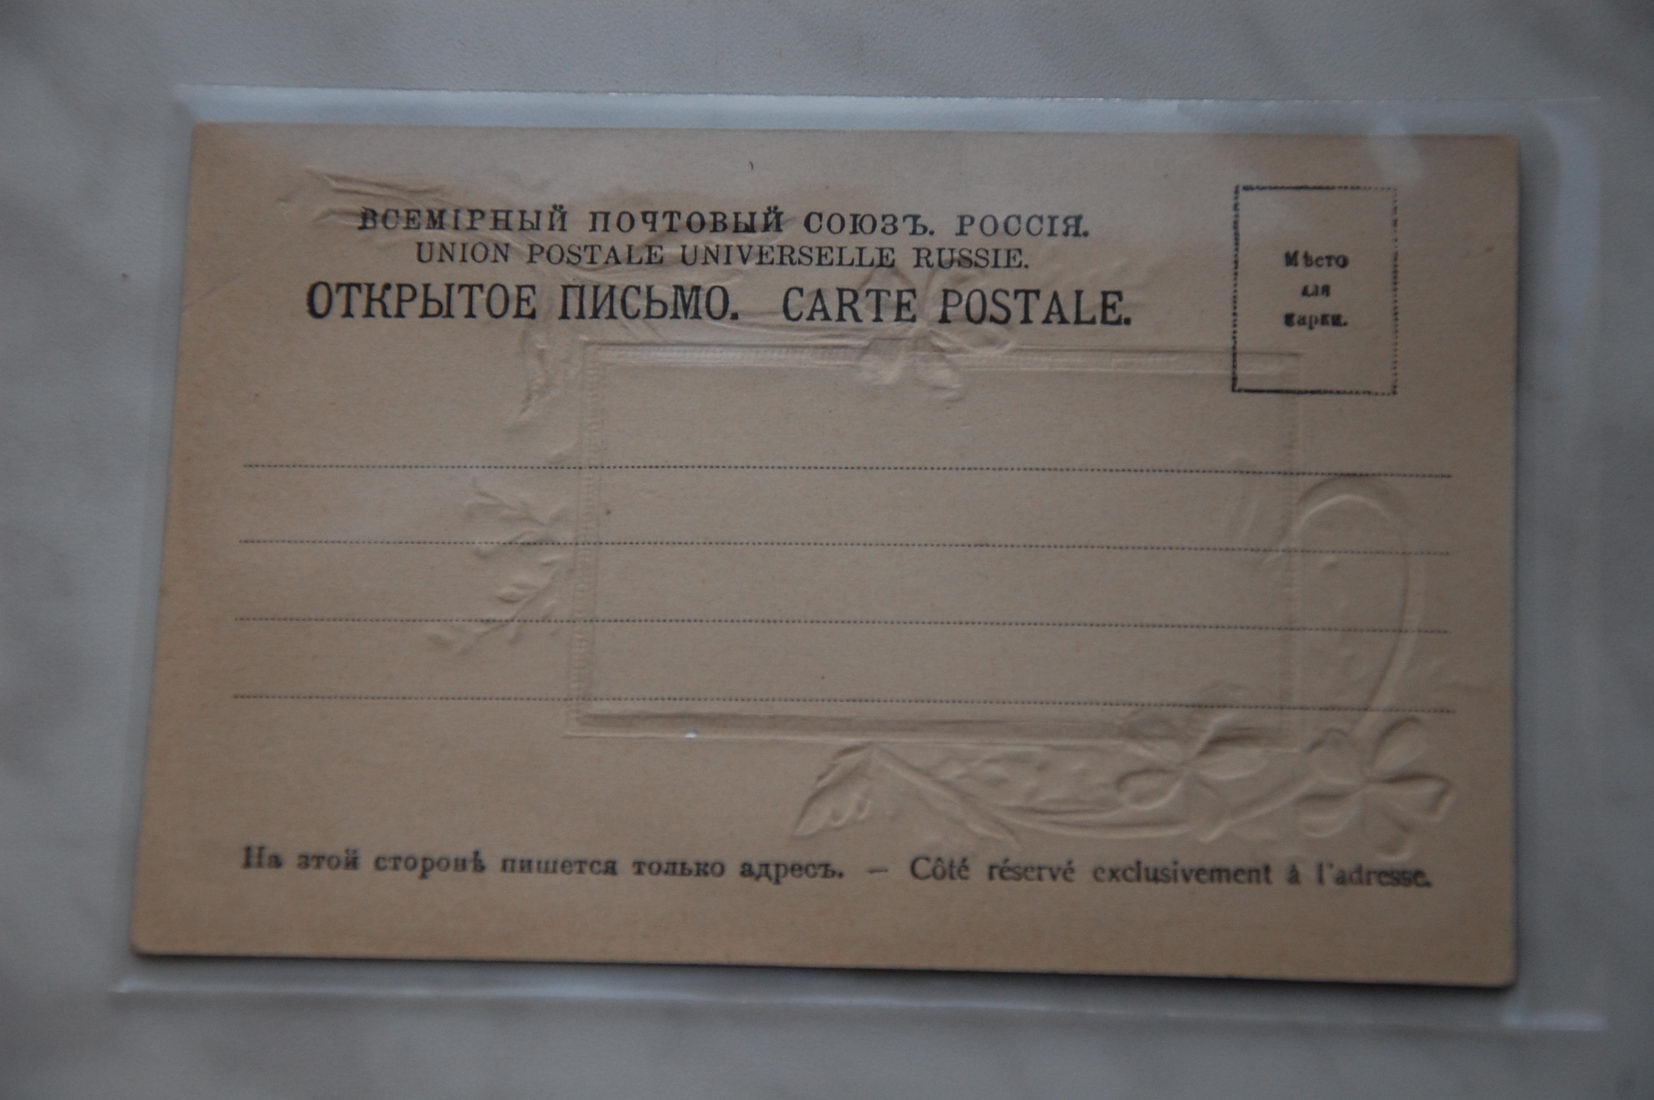 ВСЕМІРНЫЙ ПОЧТОВЫЙ СОЮЗЪ. РОССІЯ.
UNION POSTALE UNIVERSELLE RUSSIE.
ОТКРЫТОЕ ПИСЬМО. CARTE POSTALE.
Мѣсто
для
марки.
На этой сторонѣ пишется только адресъ. — Côté réservé exclusivement à l'adresse.